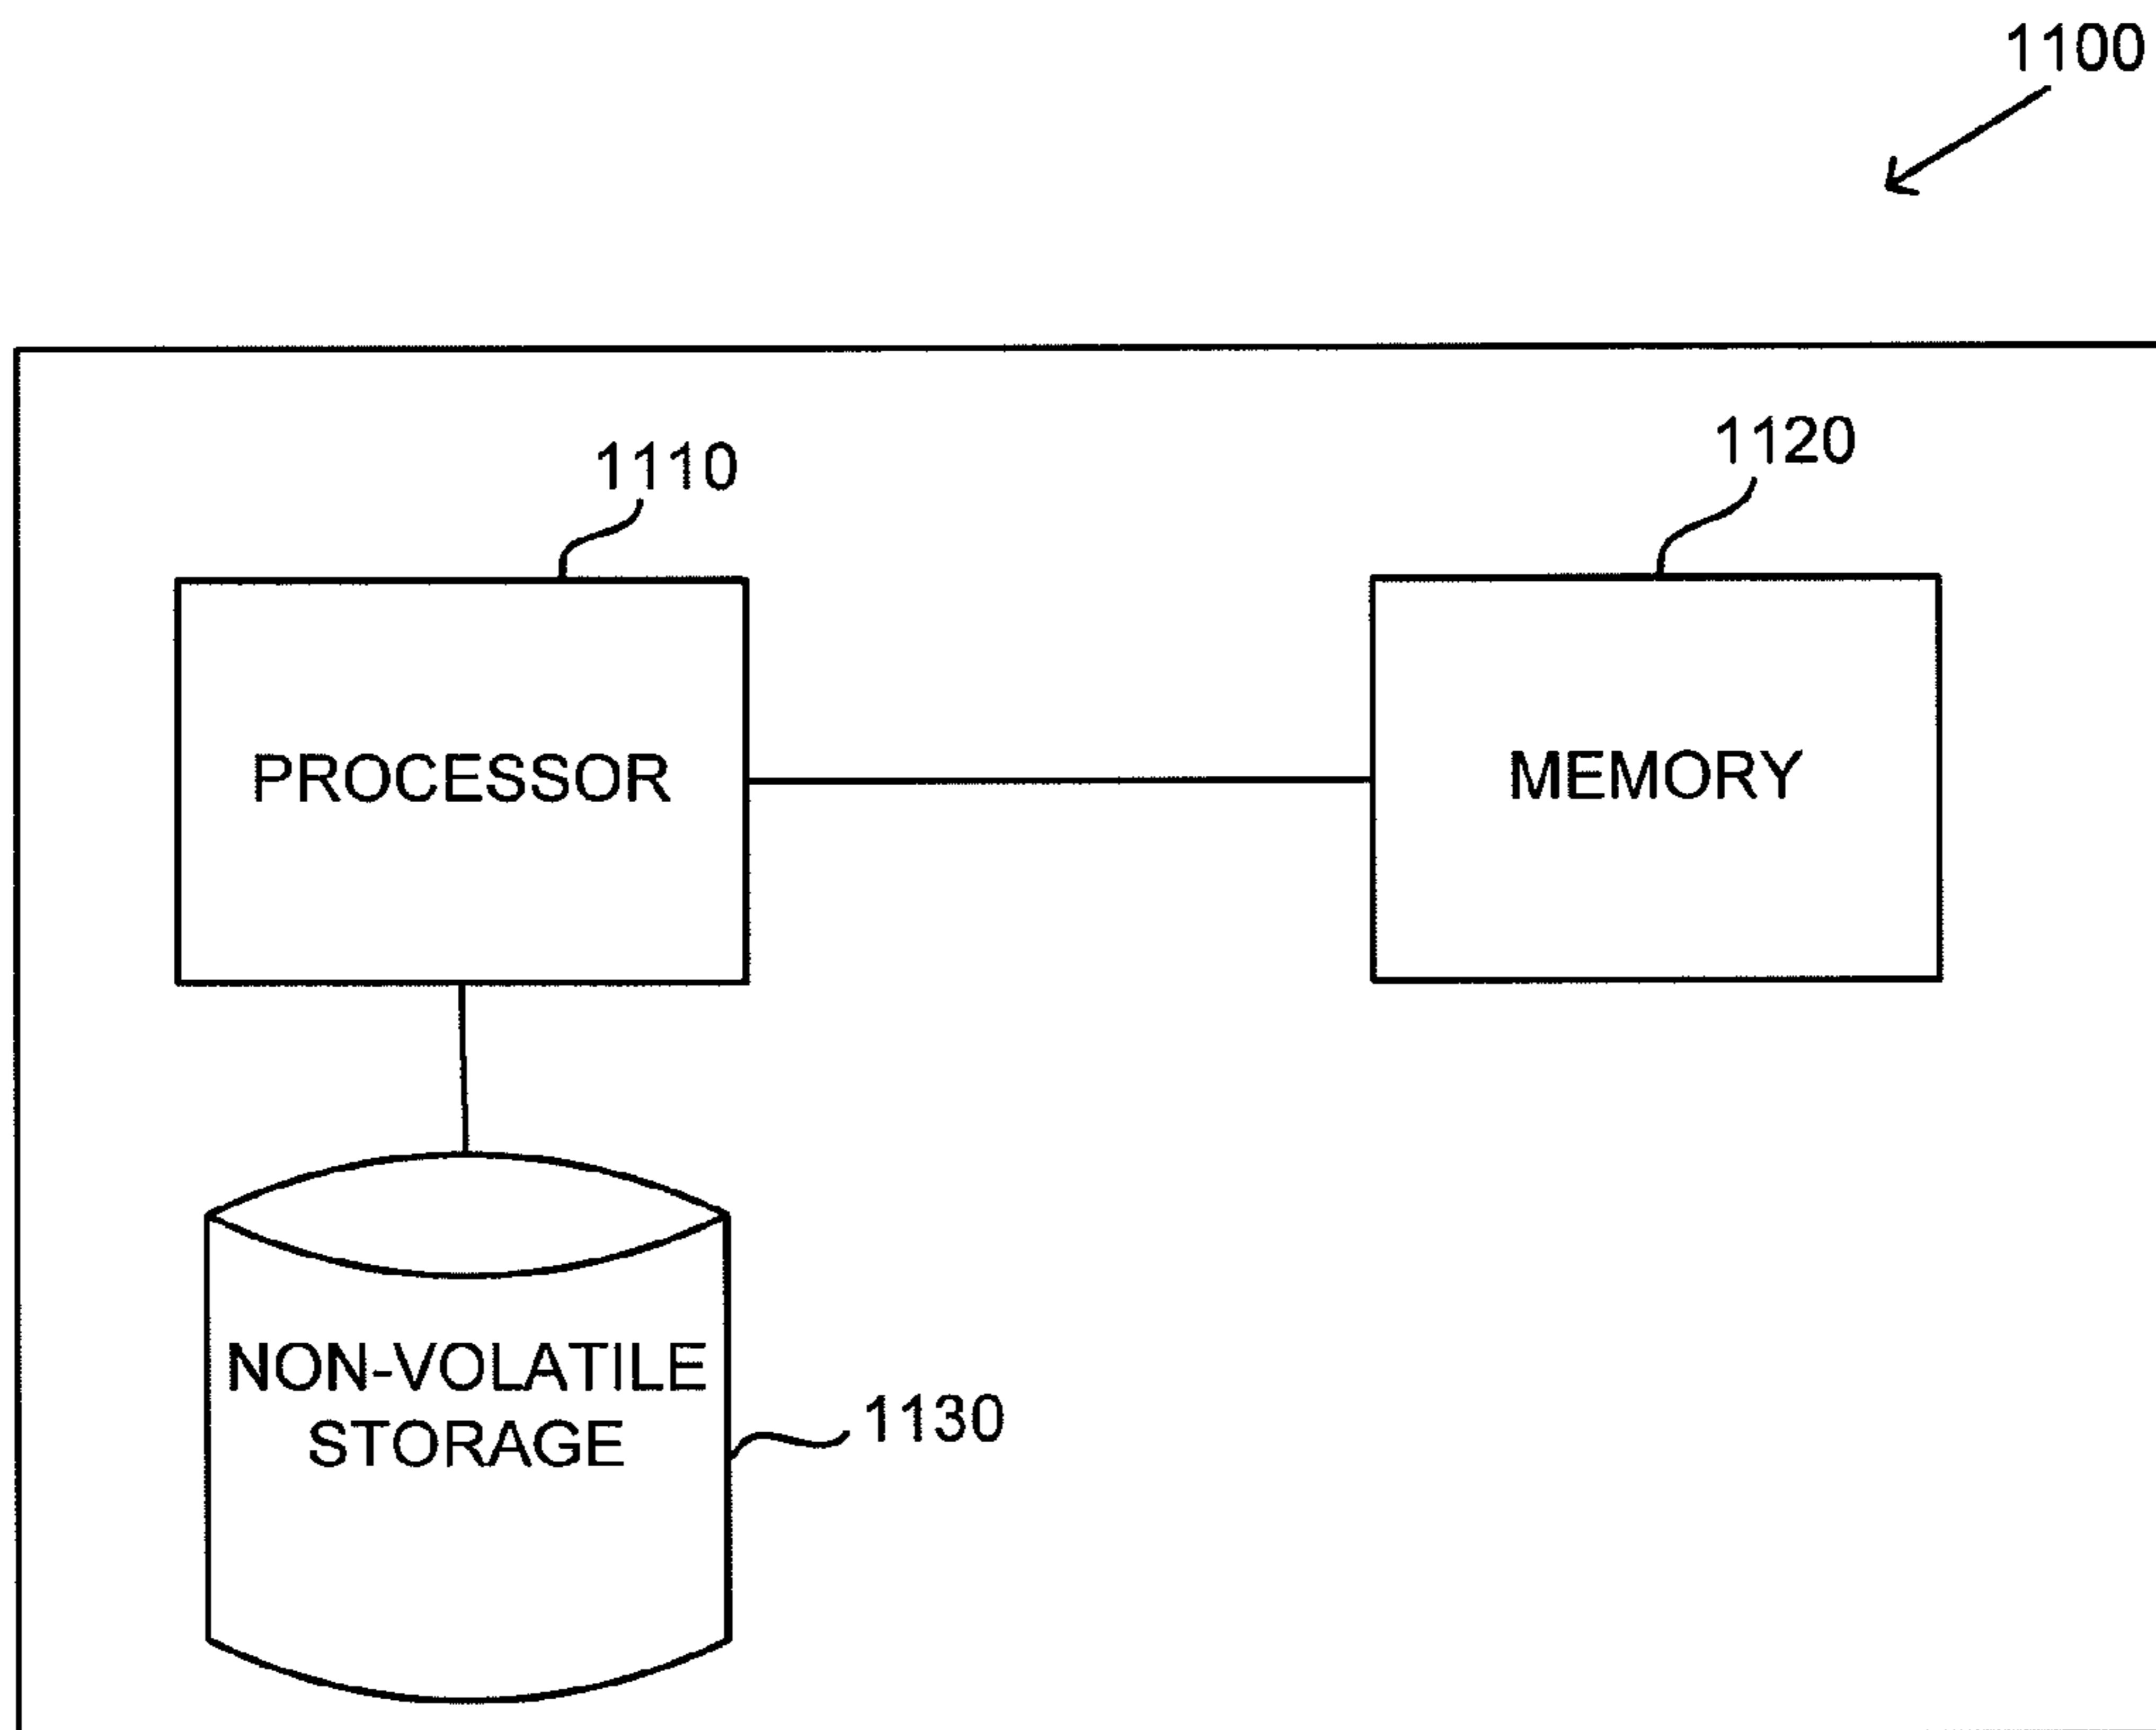 1100
1110
1120
PROCESSOR
MEMORY
NON-VOLATILE
STORAGE
1130